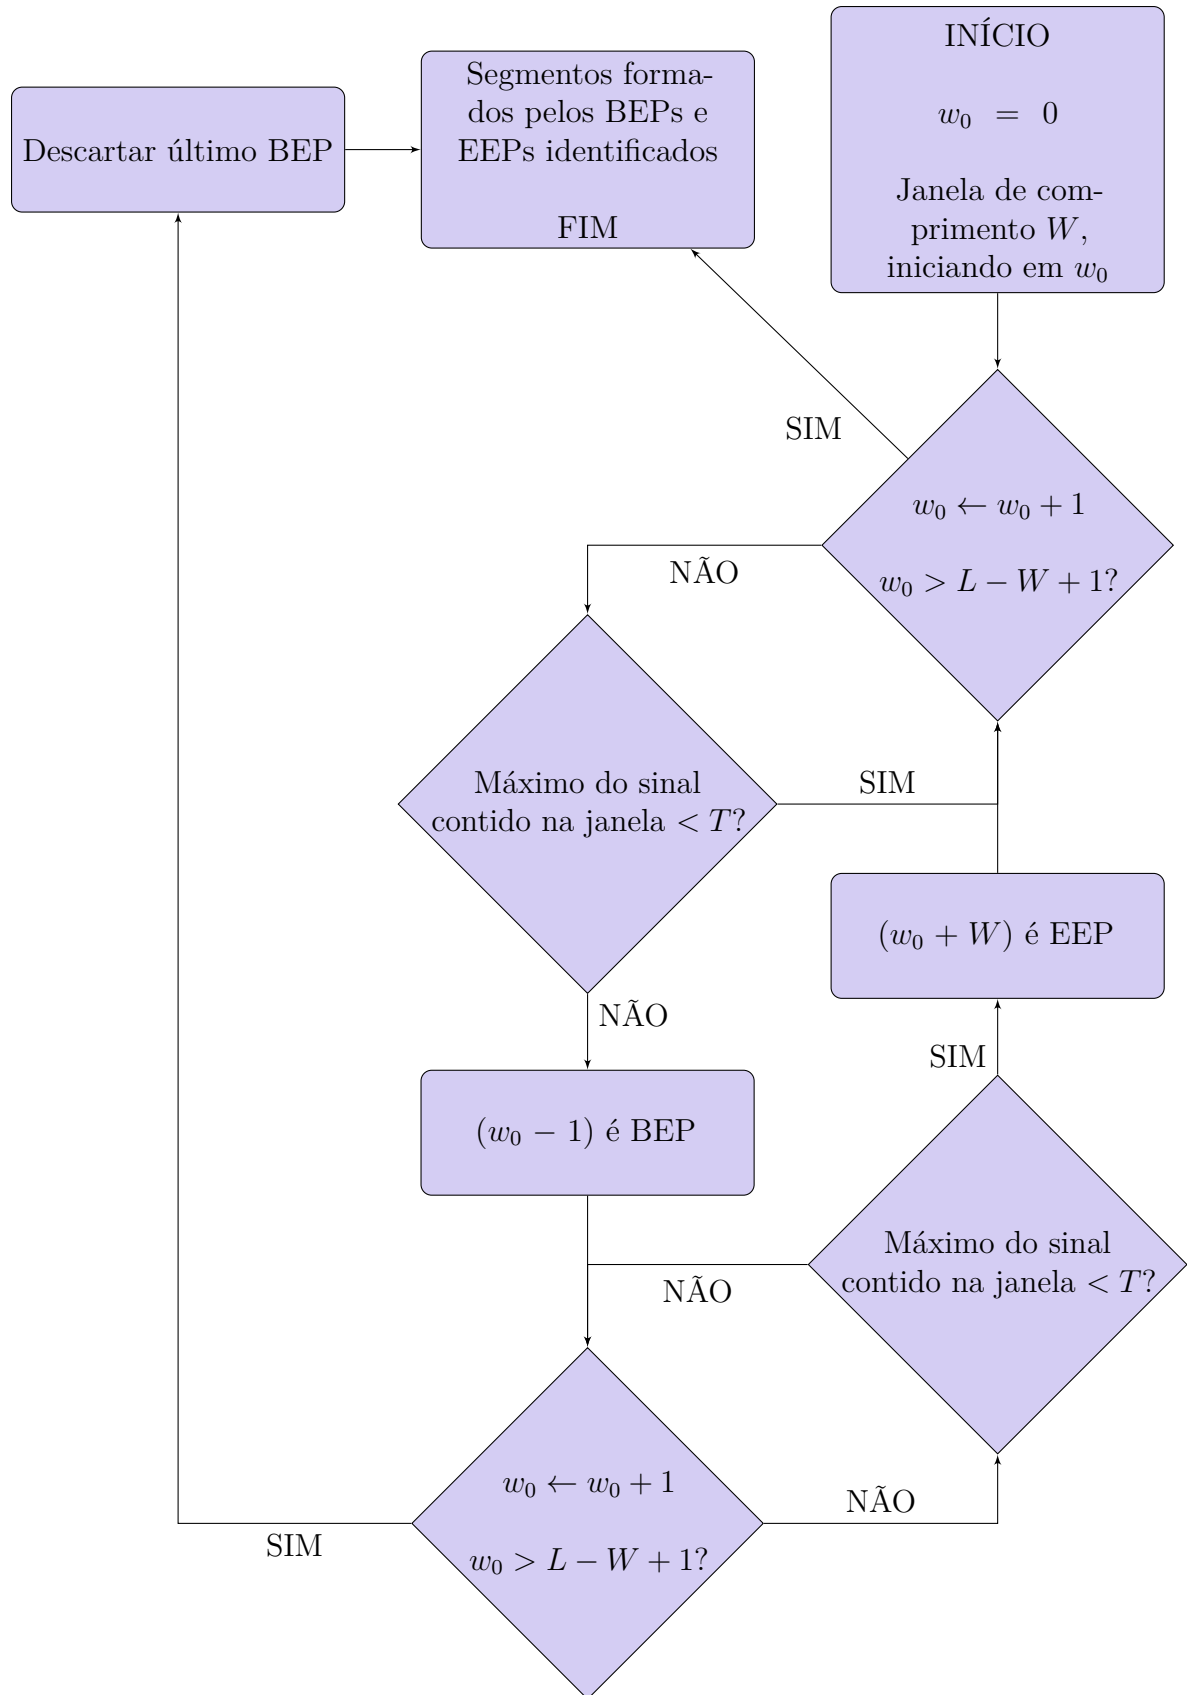 INÍCIO
w₀ = 0
Janela de com-
primento W,
iniciando em w₀
Segmentos forma-
dos pelos BEPs e
EEPs identificados
FIM
Descartar último BEP
SIM
w₀ ← w₀ + 1
w₀ > L − W + 1?
NÃO
Máximo do sinal
contido na janela < T?
SIM
(w₀ + W) é EEP
NÃO
SIM
(w₀ − 1) é BEP
Máximo do sinal
contido na janela < T?
NÃO
w₀ ← w₀ + 1
w₀ > L − W + 1?
NÃO
SIM